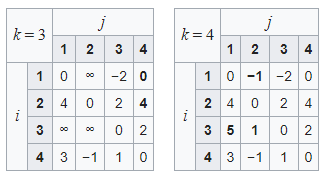 k = 3 j
1 2 3 4
1 0 ∞ −2 0
2 4 0 2 4
i 3 ∞ ∞ 0 2
4 3 −1 1 0
k = 4 j
1 2 3 4
1 0 −1 −2 0
2 4 0 2 4
i 3 5 1 0 2
4 3 −1 1 0